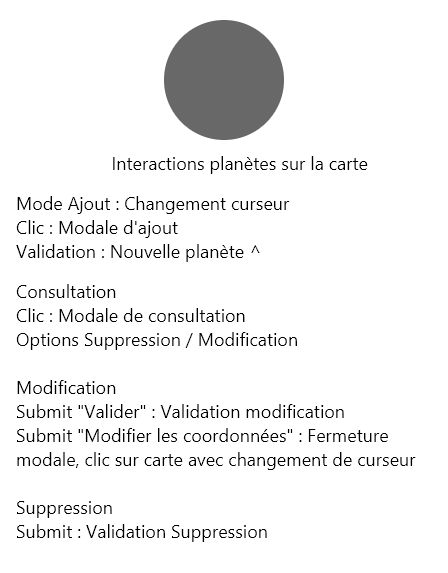 Interactions planètes sur la carte
Mode Ajout : Changement curseur
Clic : Modale d'ajout
Validation : Nouvelle planète ^
Consultation
Clic : Modale de consultation
Options Suppression / Modification
Modification
Submit "Valider" : Validation modification
Submit "Modifier les coordonnées" : Fermeture
modale, clic sur carte avec changement de curseur
Suppression
Submit : Validation Suppression